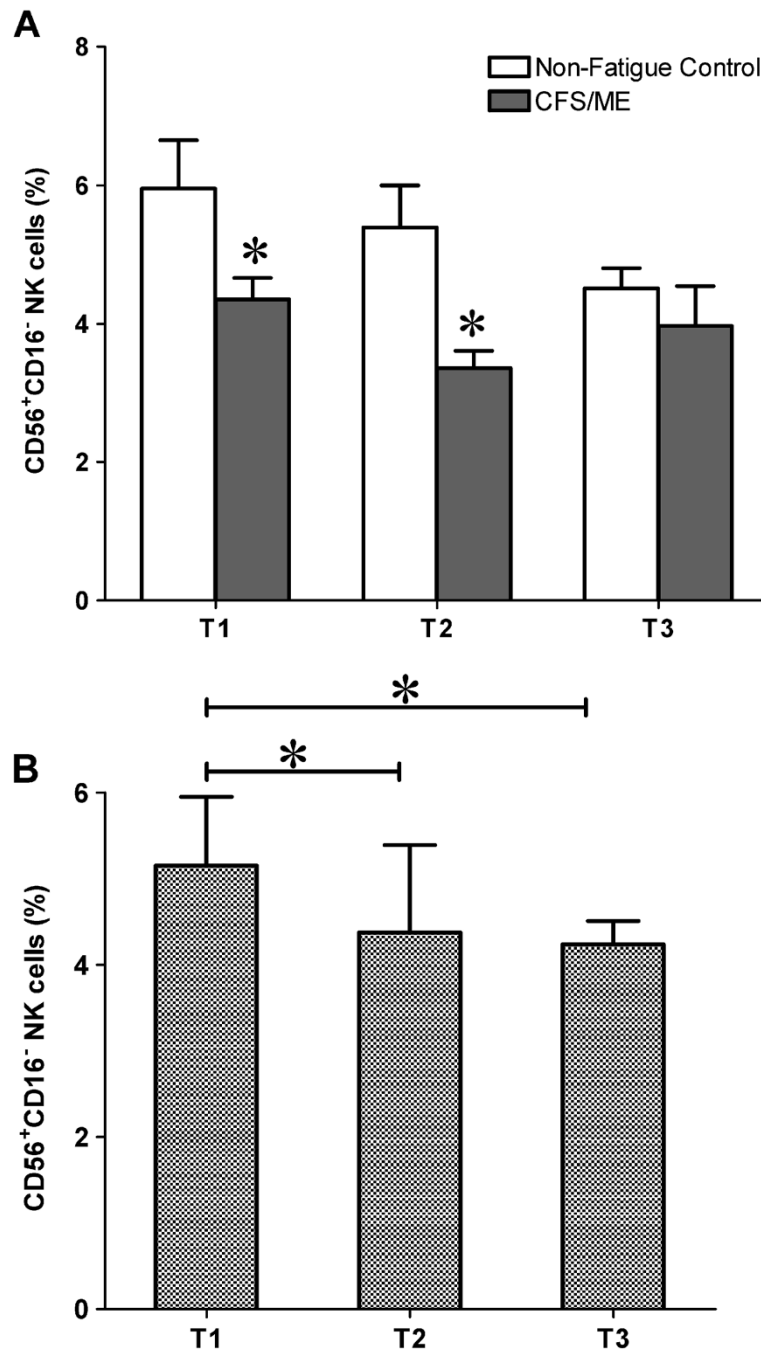 A
8
Non-Fatigue Control
CFS/ME
6
*
*
4
2
0
CD56⁺CD16⁻ NK cells (%)
T1 T2 T3
*
*
B
6
4
2
0
CD56⁺CD16⁻ NK cells (%)
T1 T2 T3